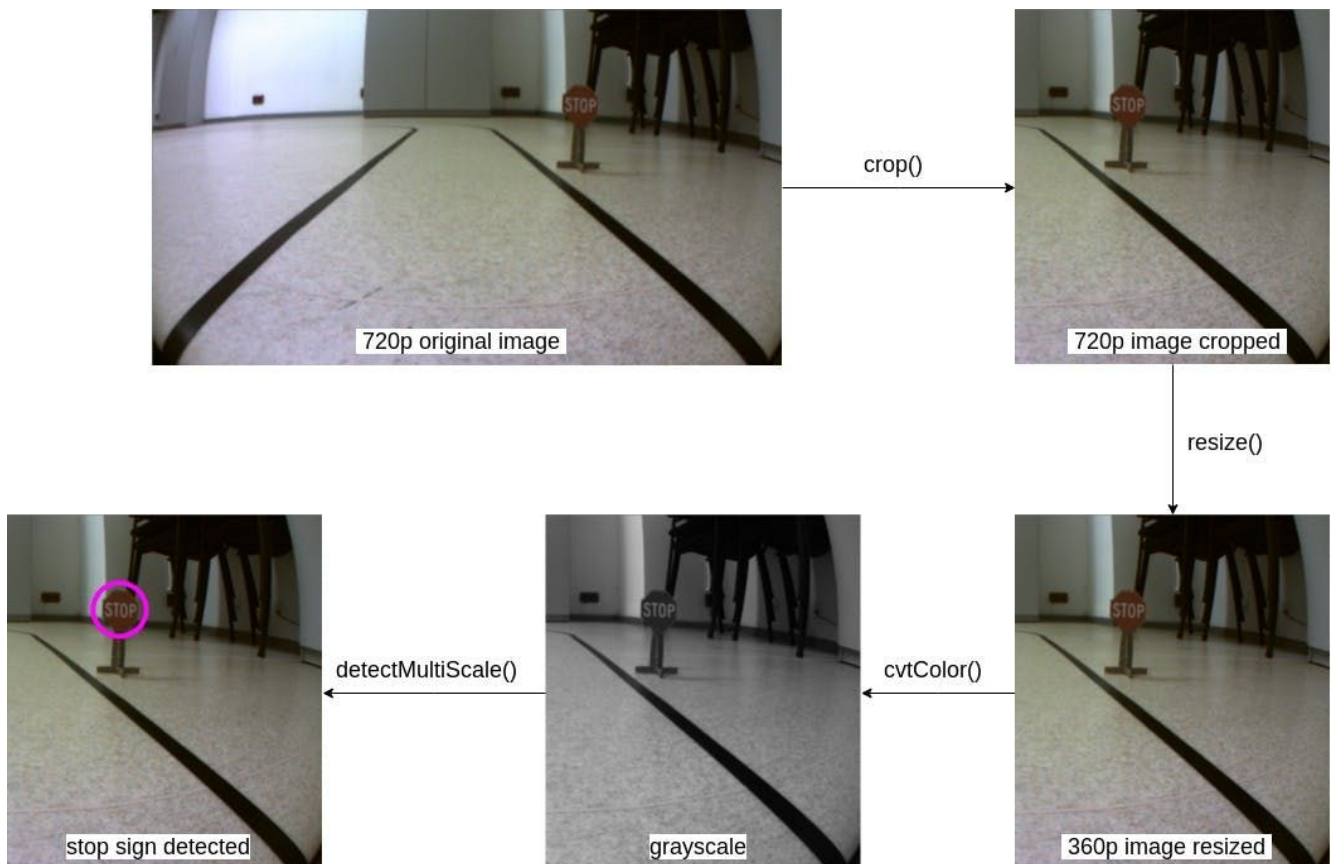 STOP
720p original image
crop()
STOP
720p image cropped
resize()
STOP
360p image resized
cvtColor()
STOP
grayscale
detectMultiScale()
STOP
stop sign detected